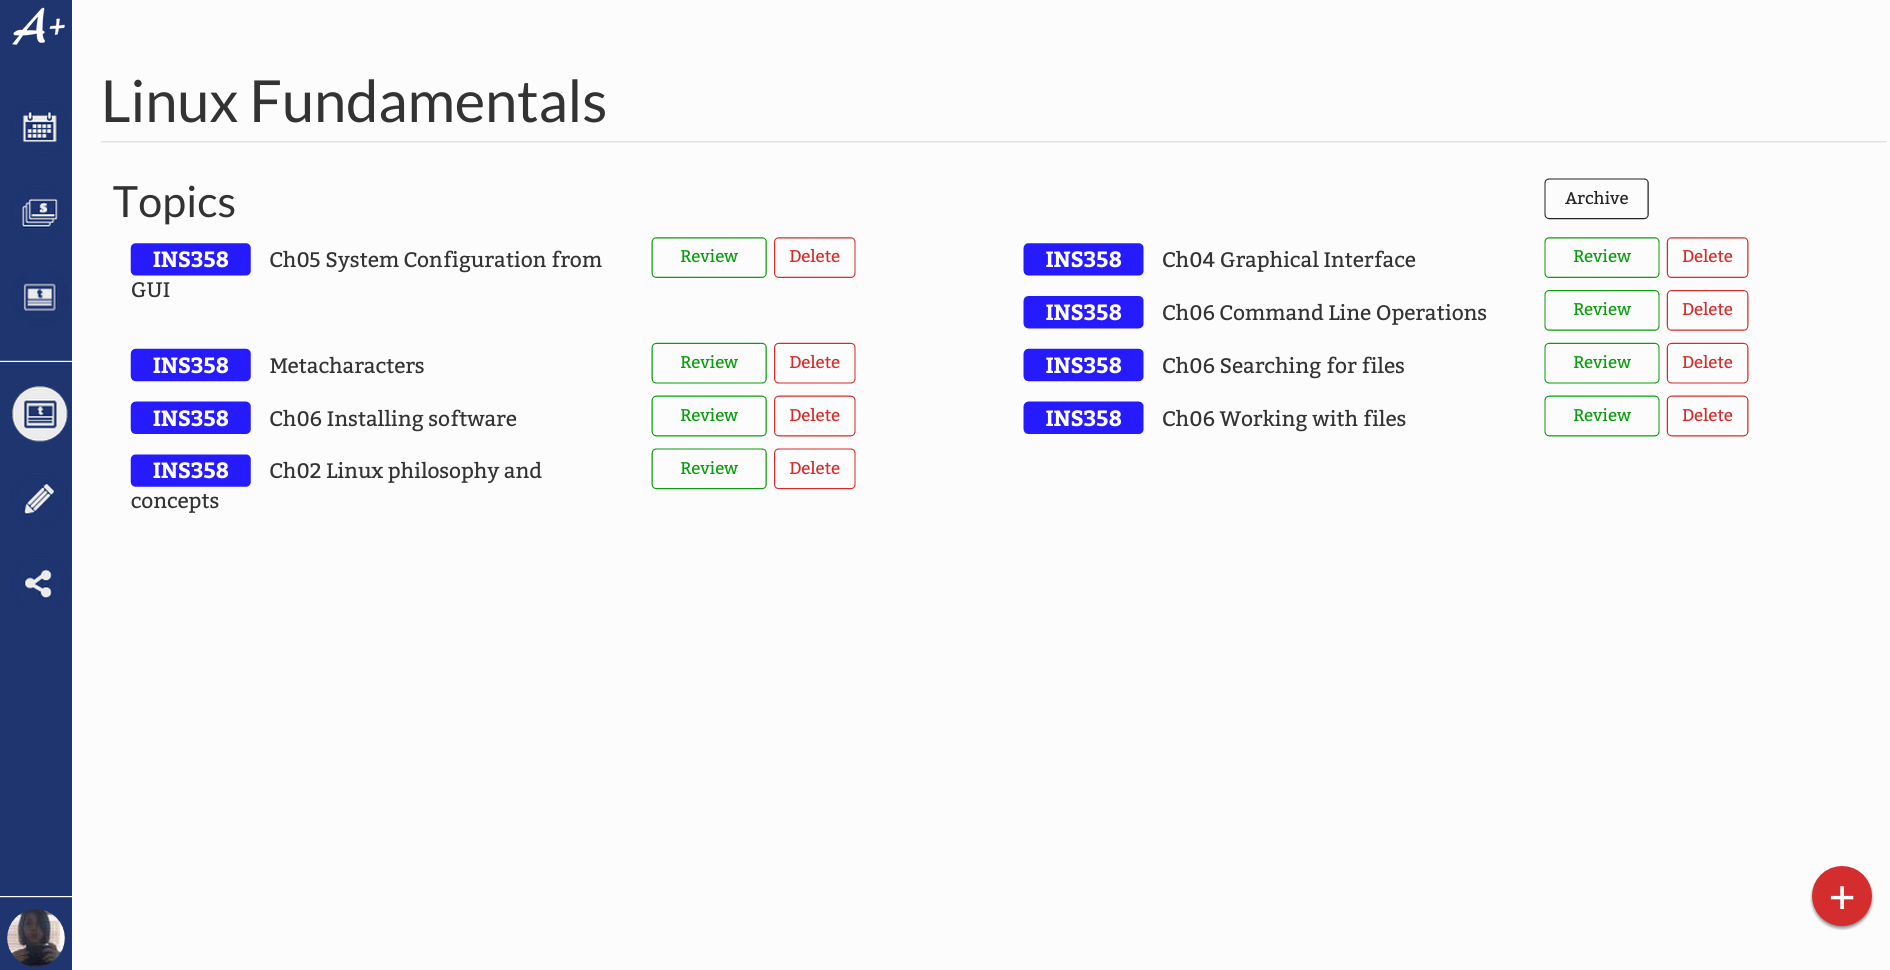 A+
Linux Fundamentals
Topics
Archive
INS358 Ch05 System Configuration from
GUI
Review Delete
INS358 Ch04 Graphical Interface Review Delete
INS358 Ch06 Command Line Operations Review Delete
INS358 Metacharacters Review Delete
INS358 Ch06 Searching for files Review Delete
INS358 Ch06 Installing software Review Delete
INS358 Ch06 Working with files Review Delete
INS358 Ch02 Linux philosophy and
concepts
Review Delete
s
t
t
+